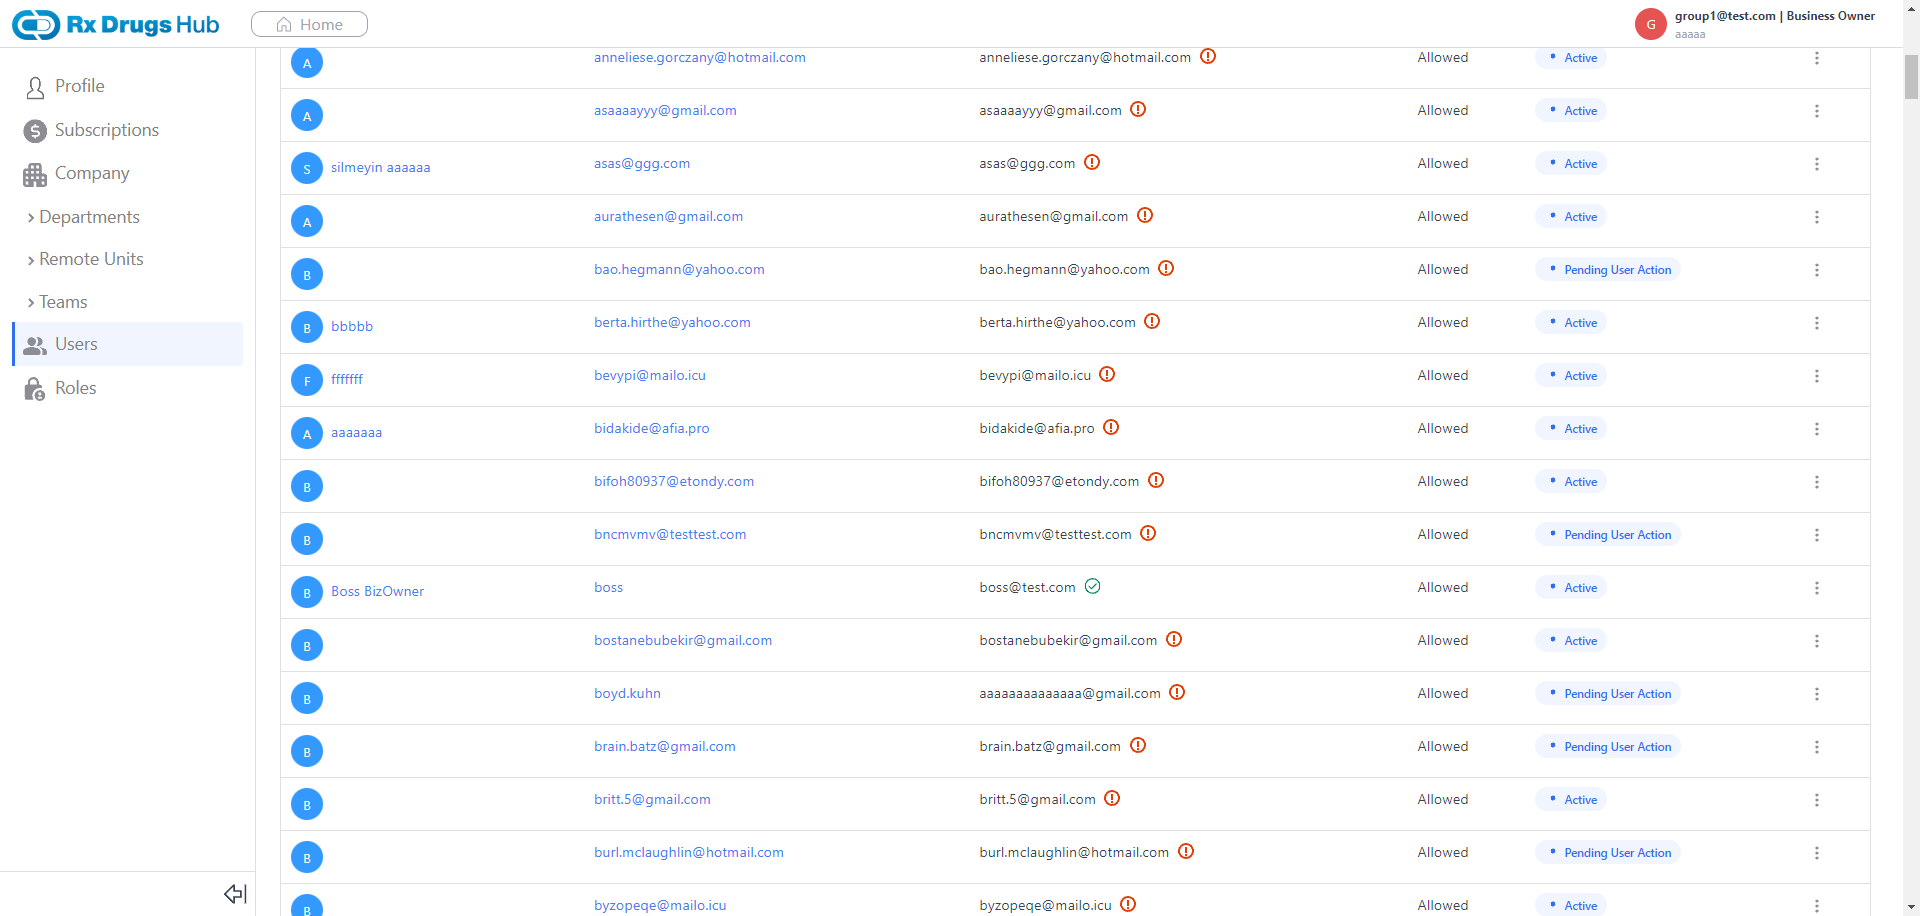 Rx Drugs Hub
Home
G
group1@test.com | Business Owner
aaaaa
Profile
Subscriptions
Company
Departments
Remote Units
Teams
Users
Roles
A anneliese.gorczany@hotmail.com anneliese.gorczany@hotmail.com Allowed Active
A asaaaayyy@gmail.com asaaaayyy@gmail.com Allowed Active
S silmeyin aaaaaa asas@ggg.com asas@ggg.com Allowed Active
A aurathesen@gmail.com aurathesen@gmail.com Allowed Active
B bao.hegmann@yahoo.com bao.hegmann@yahoo.com Allowed Pending User Action
B bbbbb berta.hirthe@yahoo.com berta.hirthe@yahoo.com Allowed Active
F fffffff bevypi@mailo.icu bevypi@mailo.icu Allowed Active
A aaaaaaa bidakide@afia.pro bidakide@afia.pro Allowed Active
B bifoh80937@etondy.com bifoh80937@etondy.com Allowed Active
B bncmvmv@testtest.com bncmvmv@testtest.com Allowed Pending User Action
B Boss BizOwner boss boss@test.com Allowed Active
B bostanebubekir@gmail.com bostanebubekir@gmail.com Allowed Active
B boyd.kuhn aaaaaaaaaaaaaa@gmail.com Allowed Pending User Action
B brain.batz@gmail.com brain.batz@gmail.com Allowed Pending User Action
B britt.5@gmail.com britt.5@gmail.com Allowed Active
B burl.mclaughlin@hotmail.com burl.mclaughlin@hotmail.com Allowed Pending User Action
B byzopeqe@mailo.icu byzopeqe@mailo.icu Allowed Active